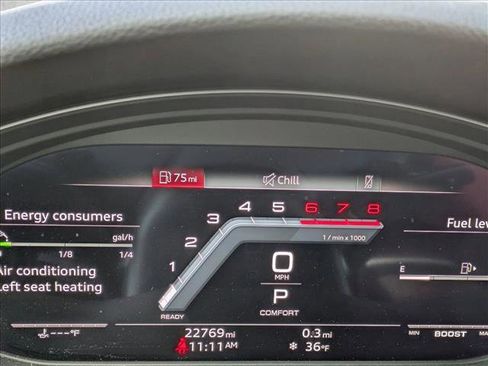 75 mi
Chill
Energy consumers
gal/h
1/8 1/4
Air conditioning
Left seat heating
---°F
1 2 3 4 5 6 7 8
1 / min x 1000
0
MPH
P
COMFORT
READY
Fuel lev
E
MIN BOOST MA
22769 mi
11:11 AM
0.3 mi
36°F